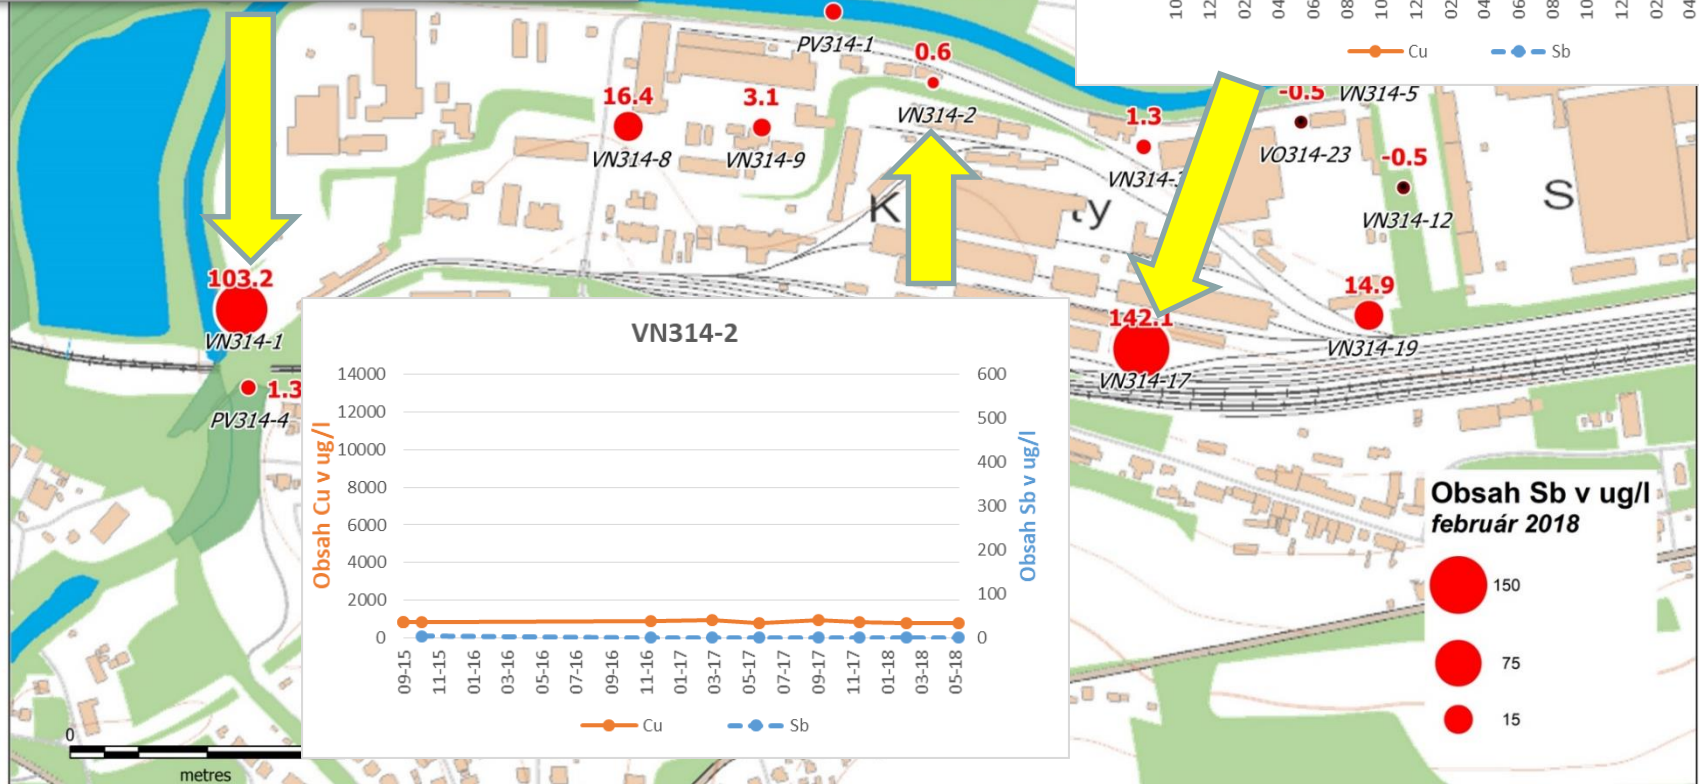 10 12 02 04 06 08 10 12 02 04 06 08 10 12 02 04
Cu Sb
PV314-1
0.6
VN314-2
16.4
VN314-8
3.1
VN314-9
1.3
VN314-3
-0.5
VN314-5
VO314-23
-0.5
VN314-12
K ty
S
103.2
VN314-1
1.3
PV314-4
142.1
VN314-17
14.9
VN314-19
VN314-2
Obsah Cu v ug/l
14000
12000
10000
8000
6000
4000
2000
0
600
500
400
300
200
100
0
Obsah Sb v ug/l
09-15 11-15 01-16 03-16 05-16 07-16 09-16 11-16 01-17 03-17 05-17 07-17 09-17 11-17 01-18 03-18 05-18
Cu Sb
Obsah Sb v ug/l
február 2018
150
75
15
0
metres